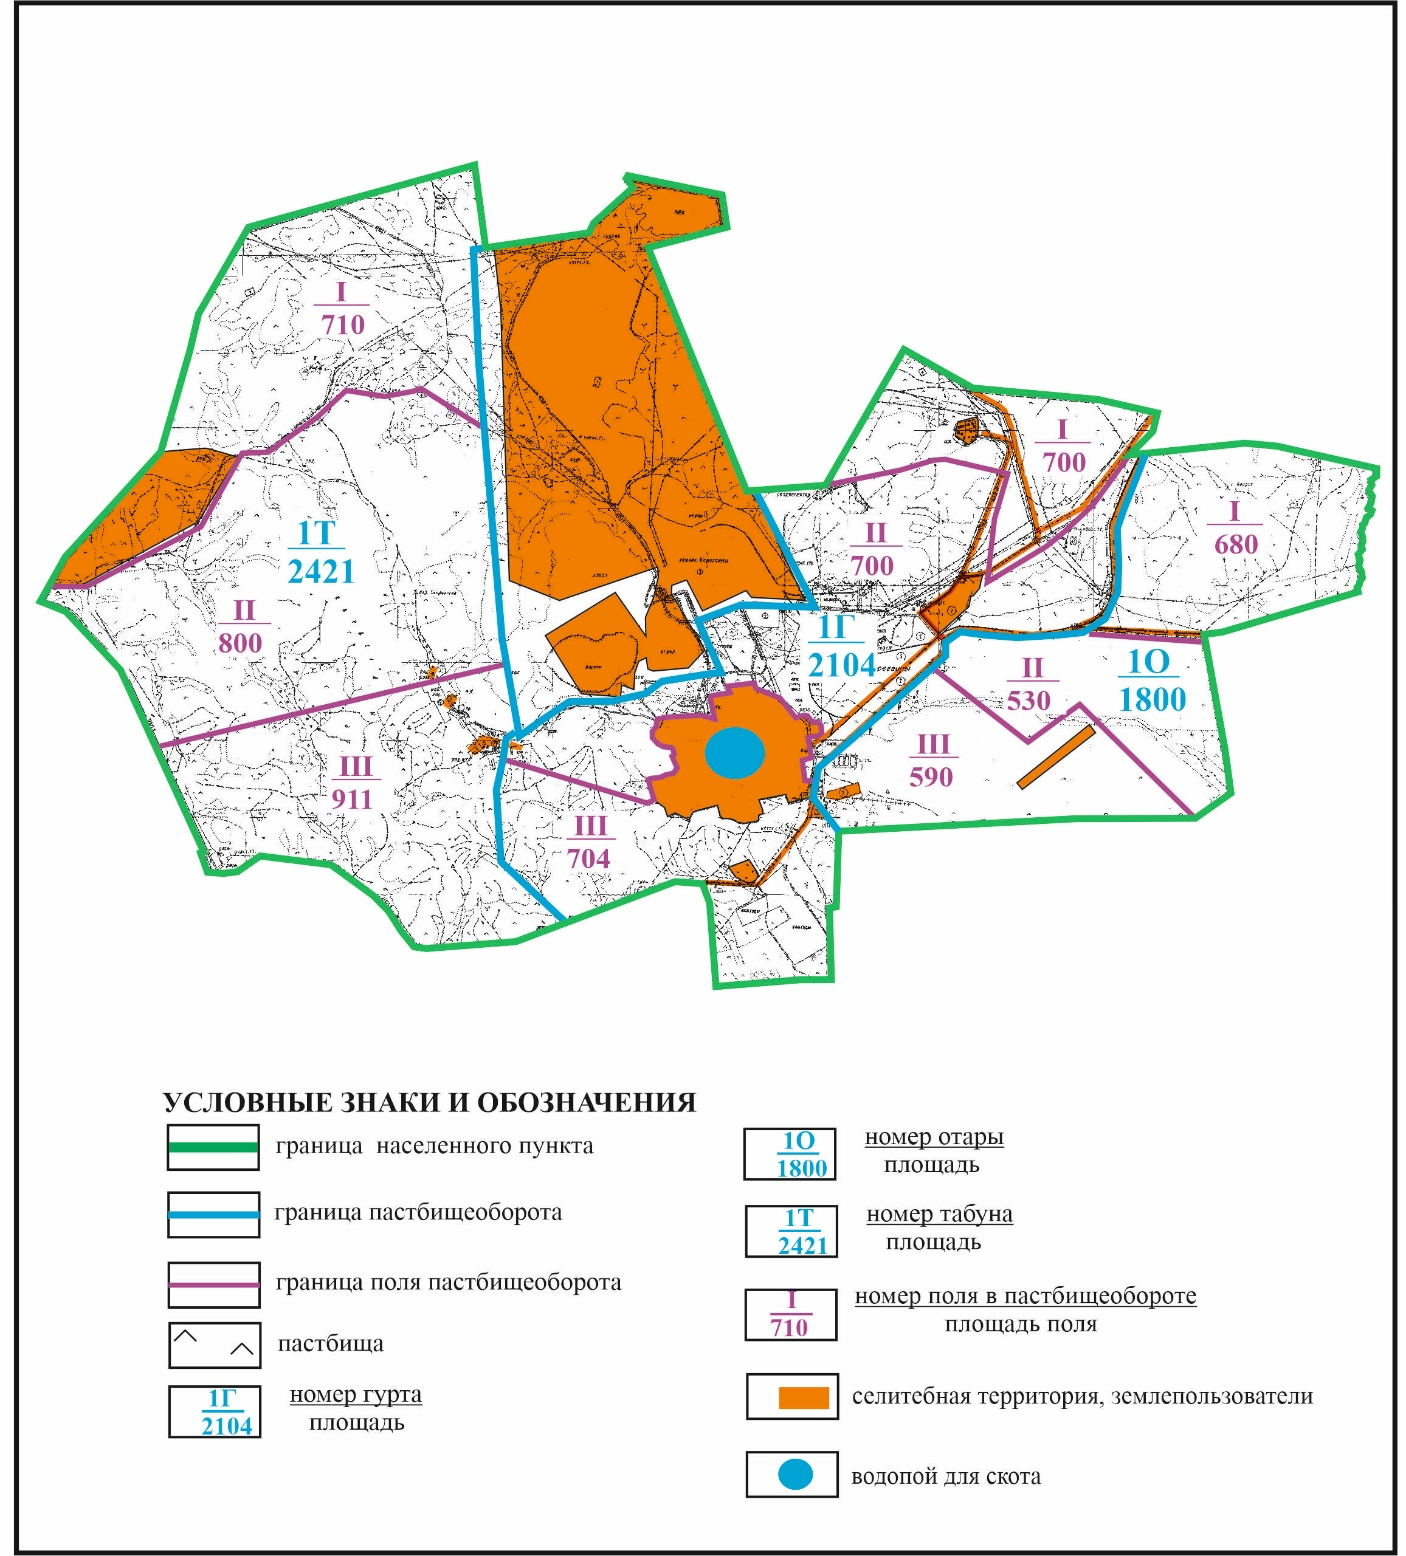 I
710
1Т
2421
II
800
III
911
I
700
II
700
I
680
1Г
2104
II
530
1О
1800
III
590
III
704
УСЛОВНЫЕ ЗНАКИ И ОБОЗНАЧЕНИЯ
граница населенного пункта
граница пастбищеоборота
граница поля пастбищеоборота
пастбища
1Г
2104
номер гурта
площадь
1О
1800
номер отары
площадь
1Т
2421
номер табуна
площадь
I
710
номер поля в пастбищеобороте
площадь поля
селитебная территория, землепользователи
водопой для скота